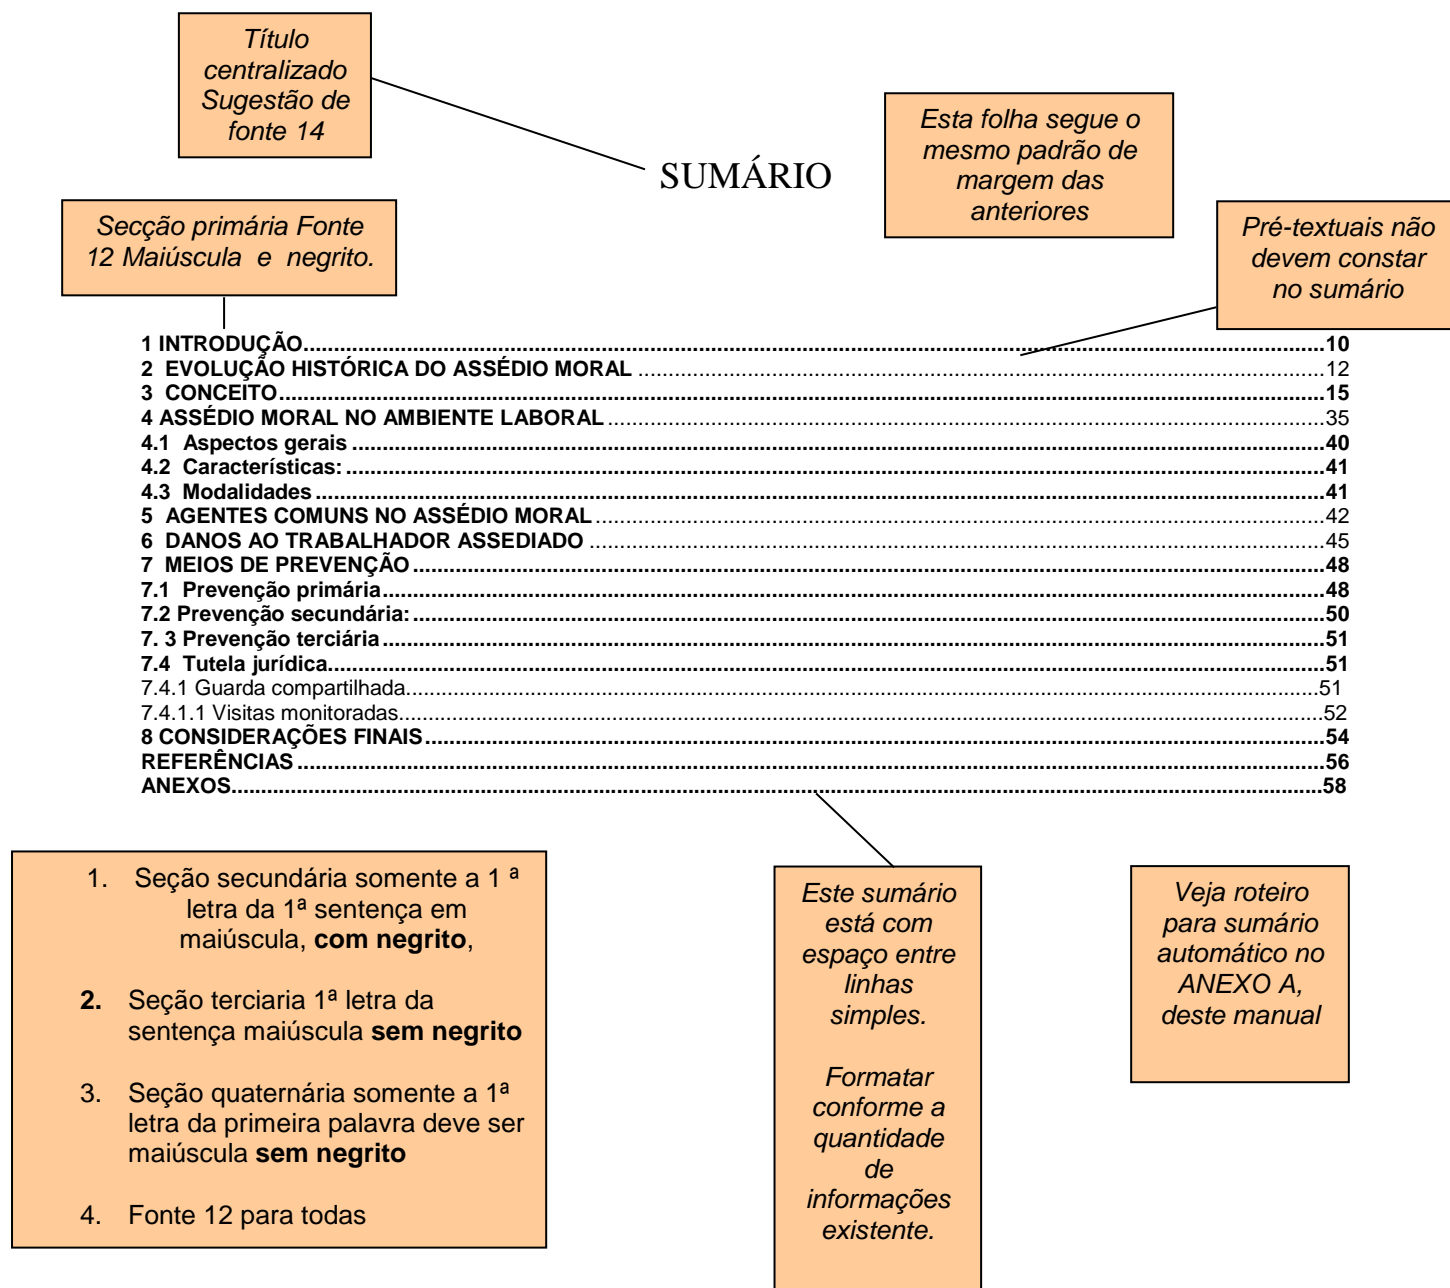 Título
centralizado
Sugestão de
fonte 14
Esta folha segue o
mesmo padrão de
margem das
anteriores
SUMÁRIO
Secção primária Fonte
12 Maiúscula e negrito.
Pré-textuais não
devem constar
no sumário
1 INTRODUÇÃO....................................................................................10
2 EVOLUÇÃO HISTÓRICA DO ASSÉDIO MORAL ....................................................................................12
3 CONCEITO....................................................................................15
4 ASSÉDIO MORAL NO AMBIENTE LABORAL....................................................................................35
4.1 Aspectos gerais ....................................................................................40
4.2 Características:....................................................................................41
4.3 Modalidades....................................................................................41
5 AGENTES COMUNS NO ASSÉDIO MORAL....................................................................................42
6 DANOS AO TRABALHADOR ASSEDIADO ....................................................................................45
7 MEIOS DE PREVENÇÃO....................................................................................48
7.1 Prevenção primária....................................................................................48
7.2 Prevenção secundária:....................................................................................50
7. 3 Prevenção terciária ....................................................................................51
7.4 Tutela jurídica....................................................................................51
7.4.1 Guarda compartilhada....................................................................................51
7.4.1.1 Visitas monitoradas....................................................................................52
8 CONSIDERAÇÕES FINAIS....................................................................................54
REFERÊNCIAS ....................................................................................56
ANEXOS....................................................................................58
1. Seção secundária somente a 1 ª
letra da 1ª sentença em
maiúscula, com negrito,
2. Seção terciaria 1ª letra da
sentença maiúscula sem negrito
3. Seção quaternária somente a 1ª
letra da primeira palavra deve ser
maiúscula sem negrito
4. Fonte 12 para todas
Este sumário
está com
espaço entre
linhas
simples.
Formatar
conforme a
quantidade
de
informações
existente.
Veja roteiro
para sumário
automático no
ANEXO A,
deste manual